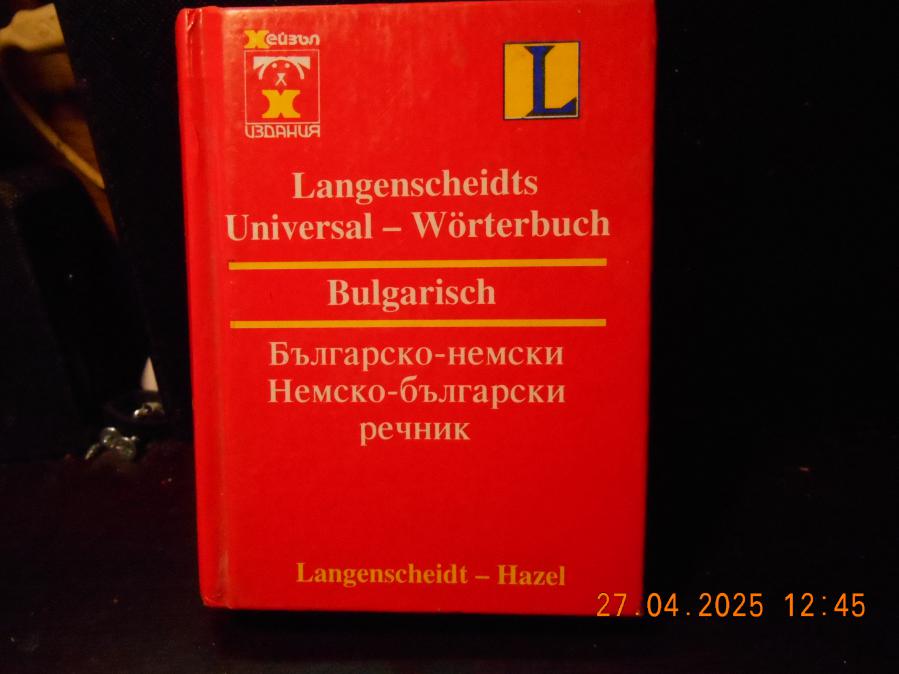 Хейзъл
Х
ИЗДАНИЯ
L
Langenscheidts
Universal – Wörterbuch
Bulgarisch
Българско-немски
Немско-български
речник
Langenscheidt – Hazel
27.04.2025 12:45